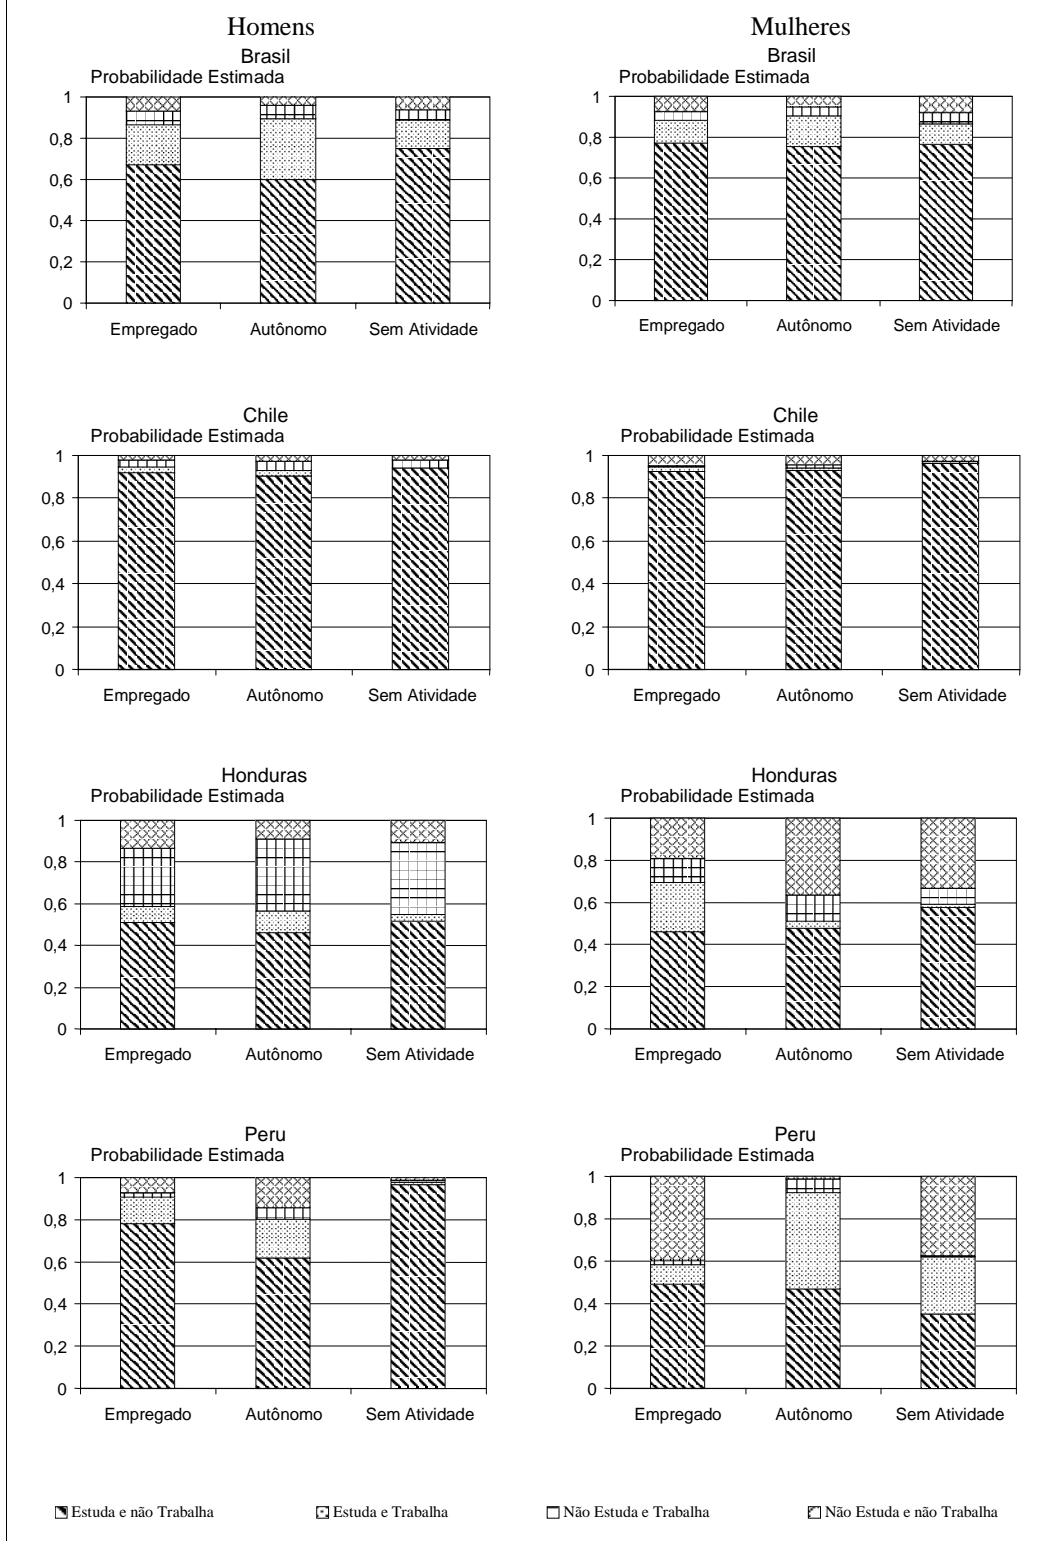 Homens
Mulheres
Brasil
Probabilidade Estimada
1
0,8
0,6
0,4
0,2
0
Empregado Autônomo Sem Atividade
Brasil
Probabilidade Estimada
1
0,8
0,6
0,4
0,2
0
Empregado Autônomo Sem Atividade
Chile
Probabilidade Estimada
1
0,8
0,6
0,4
0,2
0
Empregado Autônomo Sem Atividade
Chile
Probabilidade Estimada
1
0,8
0,6
0,4
0,2
0
Empregado Autônomo Sem Atividade
Honduras
Probabilidade Estimada
1
0,8
0,6
0,4
0,2
0
Empregado Autônomo Sem Atividade
Honduras
Probabilidade Estimada
1
0,8
0,6
0,4
0,2
0
Empregado Autônomo Sem Atividade
Peru
Probabilidade Estimada
1
0,8
0,6
0,4
0,2
0
Empregado Autônomo Sem Atividade
Peru
Probabilidade Estimada
1
0,8
0,6
0,4
0,2
0
Empregado Autônomo Sem Atividade
Estuda e não Trabalha Estuda e Trabalha Não Estuda e Trabalha Não Estuda e não Trabalha